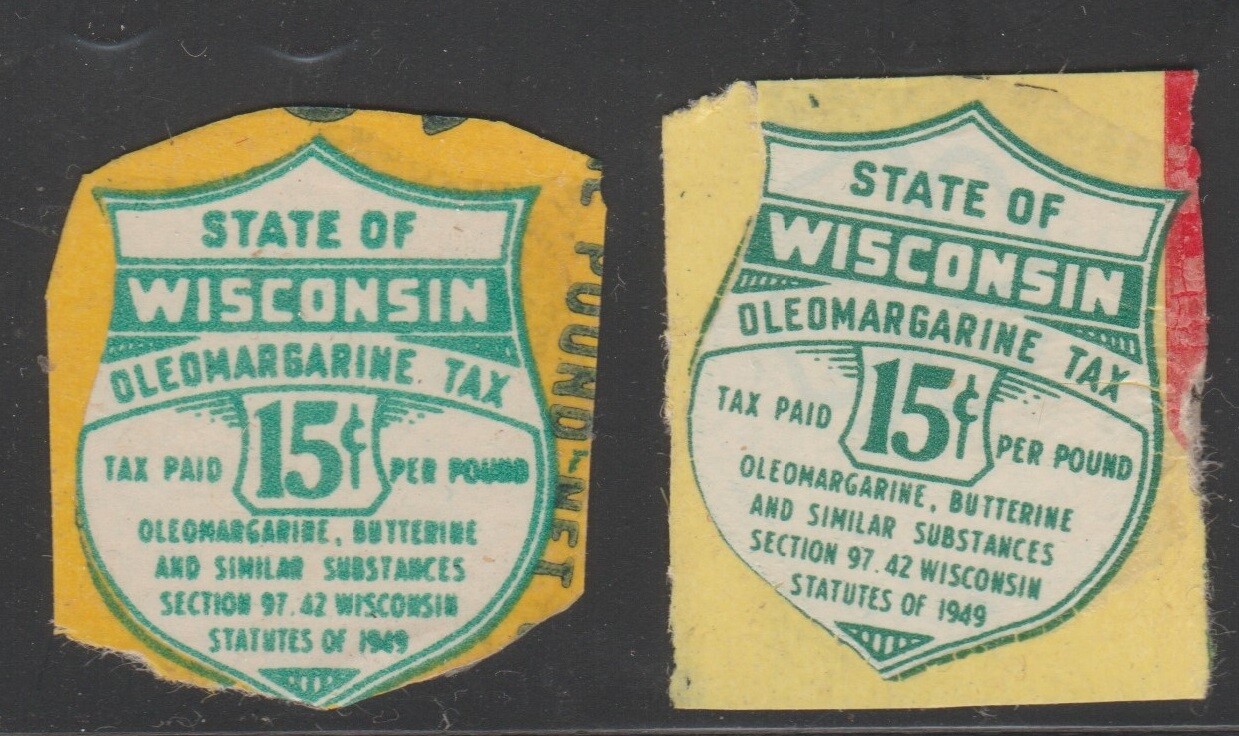 STATE OF
WISCONSIN
OLEOMARGARINE TAX
15¢
TAX PAID PER POUND
OLEOMARGARINE, BUTTERINE
AND SIMILAR SUBSTANCES
SECTION 97.42 WISCONSIN
STATUTES OF 1949
POUND NET
STATE OF
WISCONSIN
OLEOMARGARINE TAX
15¢
TAX PAID PER POUND
OLEOMARGARINE, BUTTERINE
AND SIMILAR SUBSTANCES
SECTION 97.42 WISCONSIN
STATUTES OF 1949